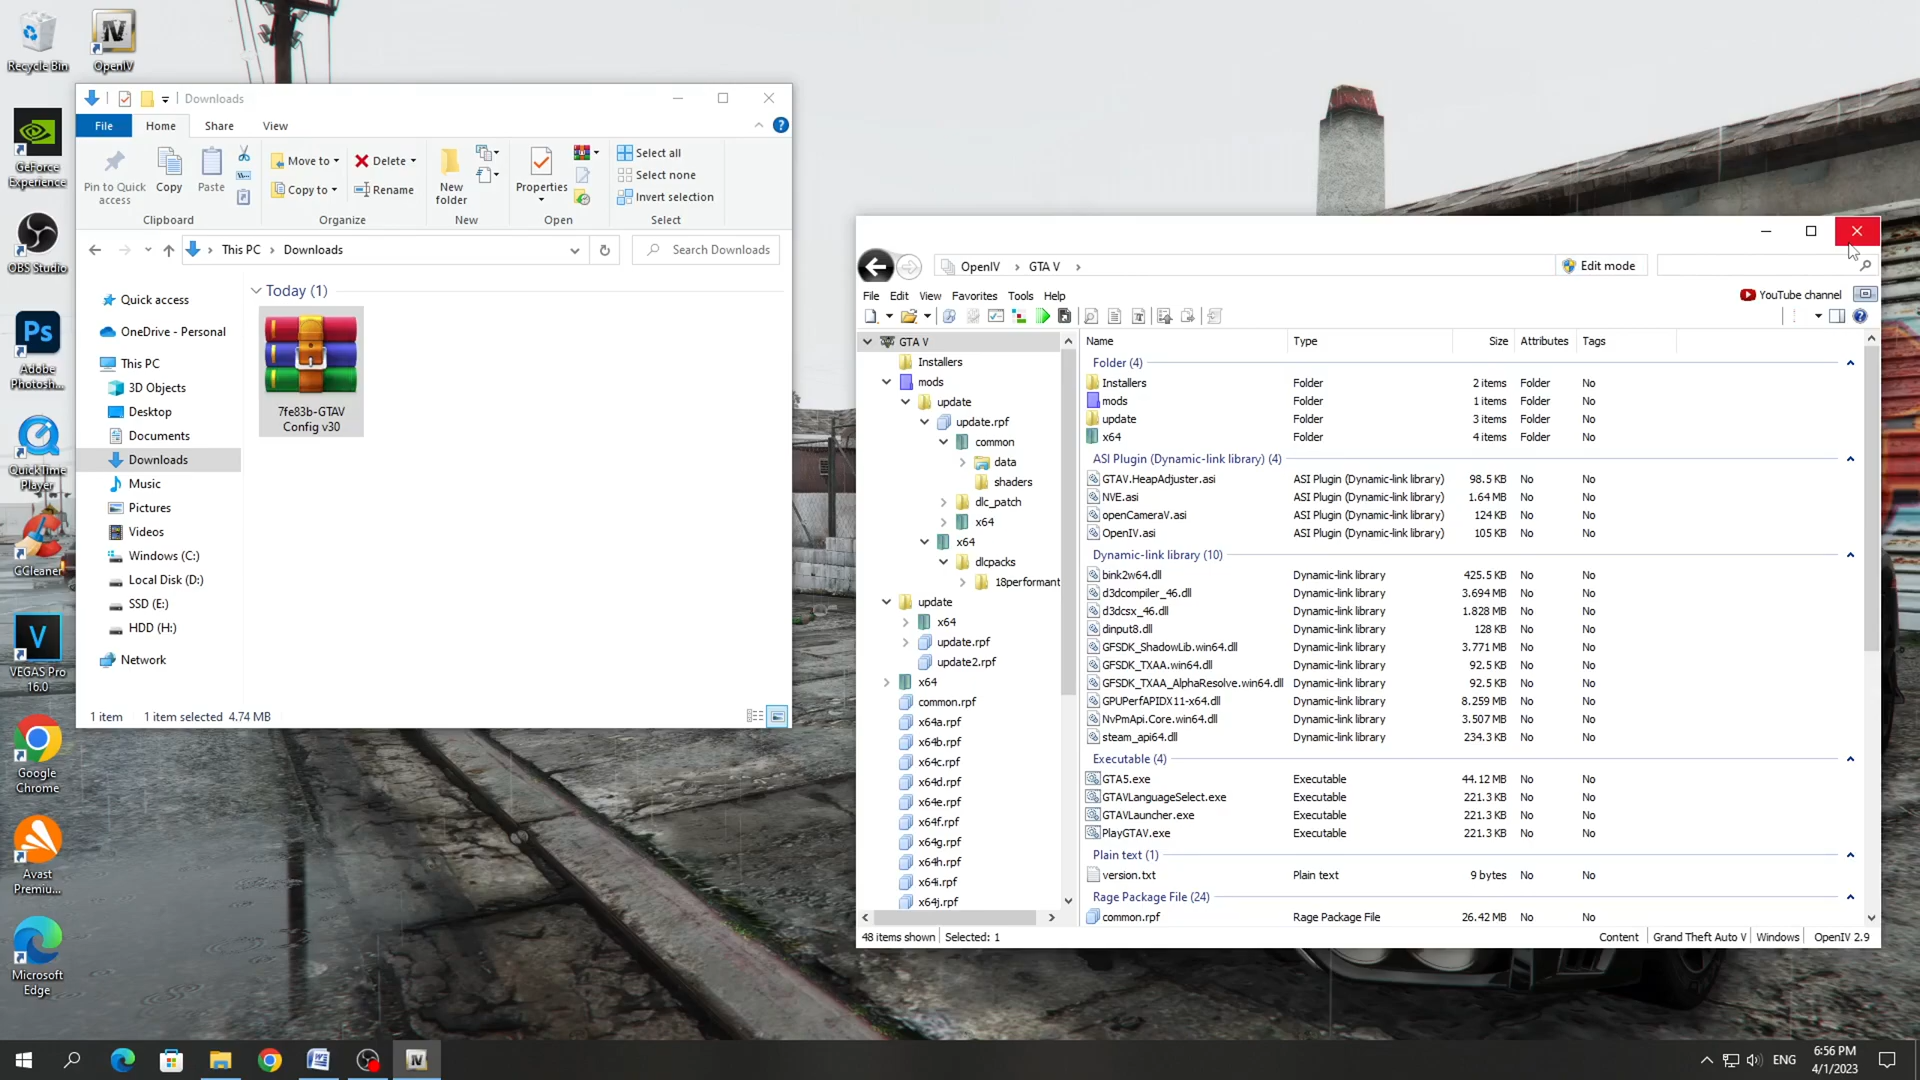 Recycle Bin
OpenIV
GeForce
Experience
OBS Studio
Adobe
Photosh...
QuickTime
Player
CCleaner
VEGAS Pro
16.0
Google
Chrome
Avast
Premiu...
Microsoft
Edge
Downloads
File
Home
Share
View
Pin to Quick
access
Copy
Paste
Clipboard
Move to
Copy to
Delete
Rename
Organize
New
folder
New
Properties
Open
Select all
Select none
Invert selection
Select
This PC
Downloads
Search Downloads
Quick access
OneDrive - Personal
This PC
3D Objects
Desktop
Documents
Downloads
Music
Pictures
Videos
Windows (C:)
Local Disk (D:)
SSD (E:)
HDD (H:)
Network
Today (1)
7fe83b-GTAV
Config v30
1 item
1 item selected 4.74 MB
OpenIV
GTA V
Edit mode
File Edit View Favorites Tools Help
YouTube channel
GTA V
Installers
mods
update
update.rpf
common
data
shaders
dlc_patch
x64
x64
dlcpacks
18performant
update
x64
update.rpf
update2.rpf
x64
common.rpf
x64a.rpf
x64b.rpf
x64c.rpf
x64d.rpf
x64e.rpf
x64f.rpf
x64g.rpf
x64h.rpf
x64i.rpf
x64j.rpf
Name Type Size Attributes Tags
Folder (4)
Installers Folder 2 items Folder No
mods Folder 1 items Folder No
update Folder 3 items Folder No
x64 Folder 4 items Folder No
ASI Plugin (Dynamic-link library) (4)
GTAV.HeapAdjuster.asi ASI Plugin (Dynamic-link library) 98.5 KB No No
NVE.asi ASI Plugin (Dynamic-link library) 1.64 MB No No
openCameraV.asi ASI Plugin (Dynamic-link library) 124 KB No No
OpenIV.asi ASI Plugin (Dynamic-link library) 105 KB No No
Dynamic-link library (10)
bink2w64.dll Dynamic-link library 425.5 KB No No
d3dcompiler_46.dll Dynamic-link library 3.694 MB No No
d3dcsx_46.dll Dynamic-link library 1.828 MB No No
dinput8.dll Dynamic-link library 128 KB No No
GFSDK_ShadowLib.win64.dll Dynamic-link library 3.771 MB No No
GFSDK_TXAA.win64.dll Dynamic-link library 92.5 KB No No
GFSDK_TXAA_AlphaResolve.win64.dll Dynamic-link library 92.5 KB No No
GPUPerfAPIDX11-x64.dll Dynamic-link library 8.259 MB No No
NvPmApi.Core.win64.dll Dynamic-link library 3.507 MB No No
steam_api64.dll Dynamic-link library 234.3 KB No No
Executable (4)
GTA5.exe Executable 44.12 MB No No
GTAVLanguageSelect.exe Executable 221.3 KB No No
GTAVLauncher.exe Executable 221.3 KB No No
PlayGTAV.exe Executable 221.3 KB No No
Plain text (1)
version.txt Plain text 9 bytes No No
Rage Package File (24)
common.rpf Rage Package File 26.42 MB No No
48 items shown Selected: 1
Content Grand Theft Auto V Windows OpenIV 2.9
ENG
6:56 PM
4/1/2023